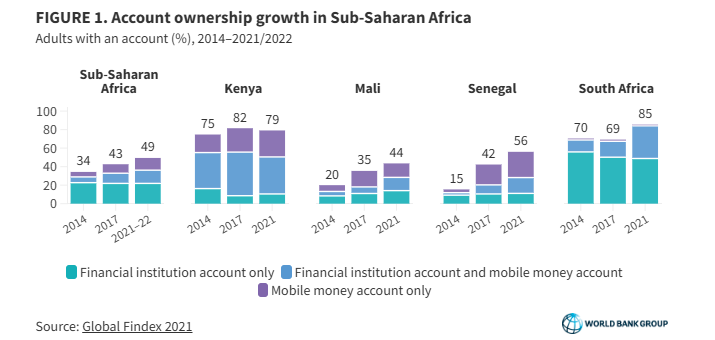 FIGURE 1. Account ownership growth in Sub-Saharan Africa
Adults with an account (%), 2014–2021/2022
Sub-Saharan
Africa
Kenya
Mali
Senegal
South Africa
100
80
60
40
20
0
34
43
49
75
82
79
20
35
44
15
42
56
70
69
85
2014
2017
2021–22
2014
2017
2021
2014
2017
2021
2014
2017
2021
2014
2017
2021
Financial institution account only
Financial institution account and mobile money account
Mobile money account only
Source: Global Findex 2021
WORLD BANK GROUP